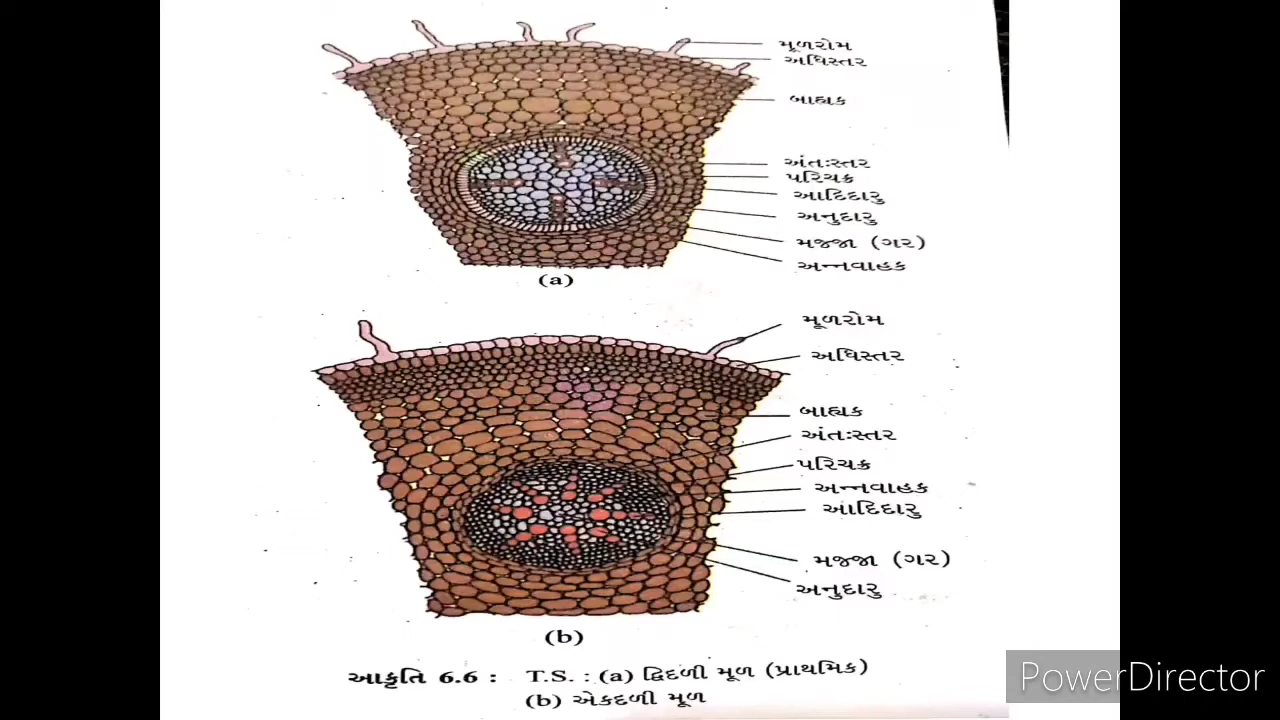 મૂળરોમ
અધિસ્તર
બાહ્યક
અંતઃસ્તર
પરિચક્ર
આદિદારુ
અનુદારુ
મજ્જા (ગર)
અન્નવાહક
(a)
મૂળરોમ
અધિસ્તર
બાહ્યક
અંતઃસ્તર
પરિચક્ર
અન્નવાહક
આદિદારુ
મજ્જા (ગર)
અનુદારુ
(b)
આકૃતિ 6.6 : T.S. : (a) દ્વિદળી મૂળ (પ્રાથમિક)
(b) એકદળી મૂળ
PowerDirector